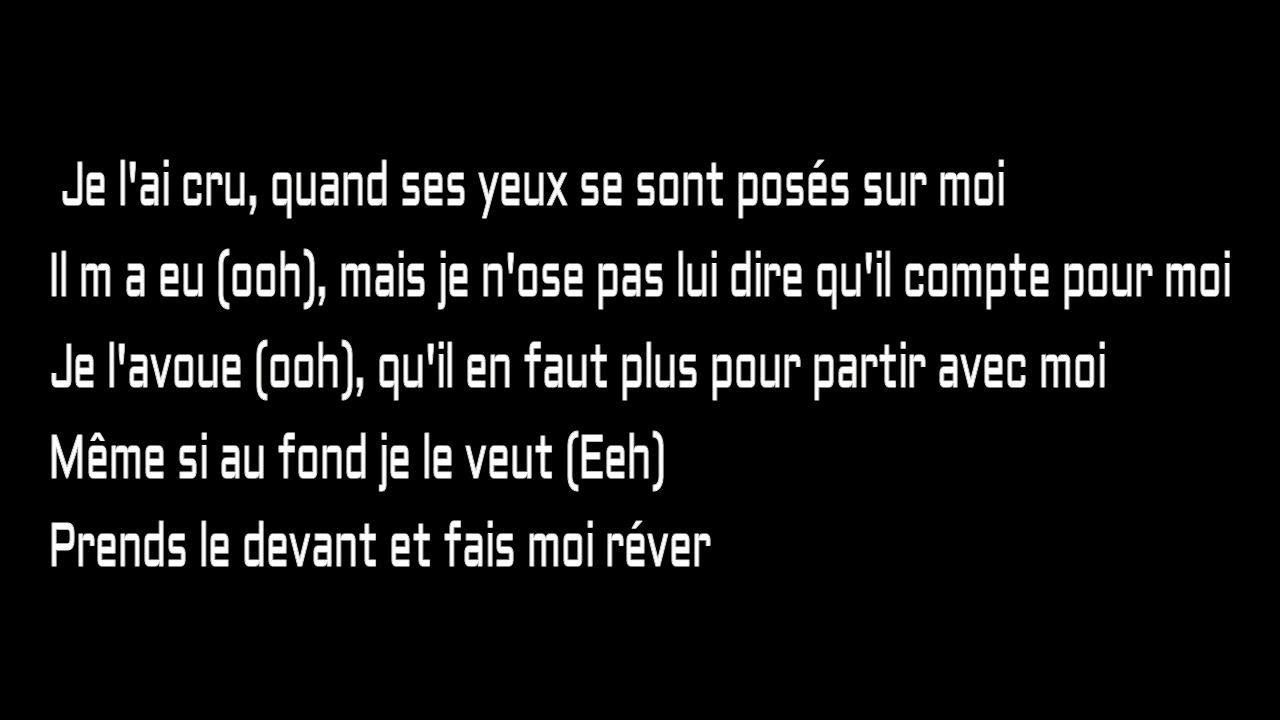 Je l'ai cru, quand ses yeux se sont posés sur moi
Il m a eu (ooh), mais je n'ose pas lui dire qu'il compte pour moi
Je l'avoue (ooh), qu'il en faut plus pour partir avec moi
Même si au fond je le veut (Eeh)
Prends le devant et fais moi réver